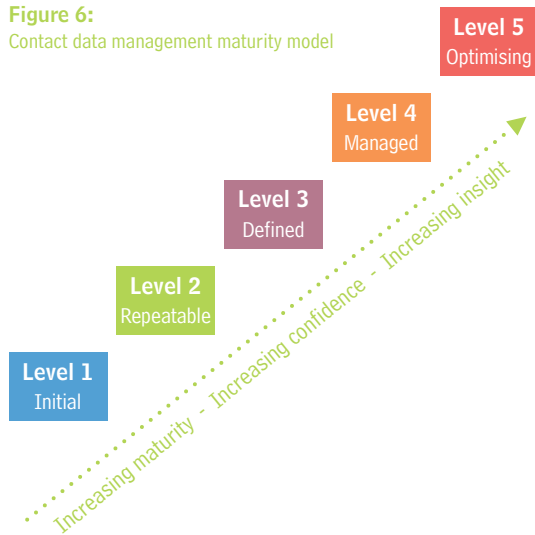 Figure 6:
Contact data management maturity model
Level 5
Optimising
Level 4
Managed
Level 3
Defined
Level 2
Repeatable
Level 1
Initial
Increasing maturity - Increasing confidence - Increasing insight